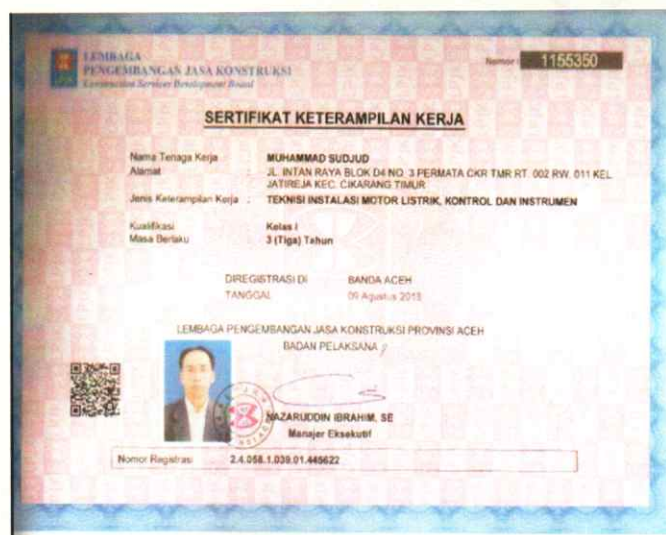 LEMBAGA
PENGEMBANGAN JASA KONSTRUKSI
Construction Services Development Board
Nomor : 1155350
SERTIFIKAT KETERAMPILAN KERJA
Nama Tenaga Kerja : MUHAMMAD SUDJUD
Alamat : JL. INTAN RAYA BLOK D4 NO. 3 PERMATA CKR TMR RT. 002 RW. 011 KEL.
JATIREJA KEC. CIKARANG TIMUR
Jenis Keterampilan Kerja : TEKNISI INSTALASI MOTOR LISTRIK, KONTROL DAN INSTRUMEN
Kualifikasi : Kelas I
Masa Berlaku : 3 (Tiga) Tahun
DIREGISTRASI DI BANDA ACEH
TANGGAL 09 Agustus
LEMBAGA PENGEMBANGAN JASA KONSTRUKSI PROVINSI ACEH
BADAN PELAKSANA
NAZARUDDIN IBRAHIM, SE
Manajer Eksekutif
Nomor Registrasi 2.4.058.1.039.01.445622